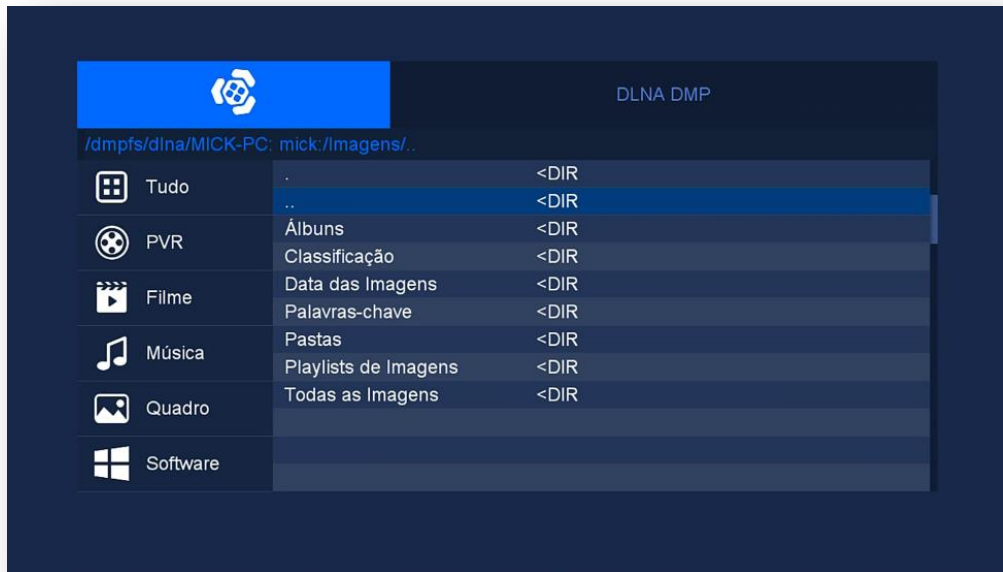 DLNA DMP
/dmpfs/dlna/MICK-PC: mick:/Imagens/..
Tudo
PVR
Filme
Música
Quadro
Software
. <DIR
.. <DIR
Álbuns <DIR
Classificação <DIR
Data das Imagens <DIR
Palavras-chave <DIR
Pastas <DIR
Playlists de Imagens <DIR
Todas as Imagens <DIR